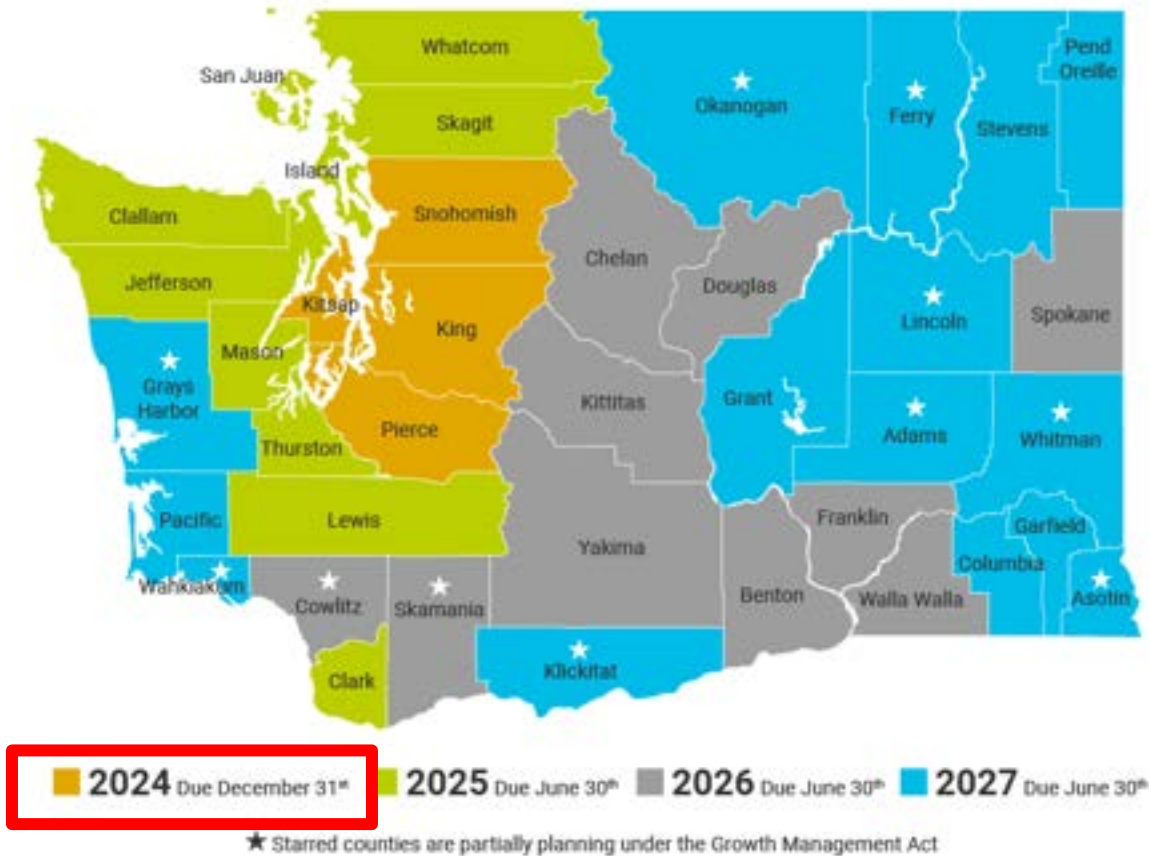 Whatcom
Pend
Oreille
San Juan
Okanogan
Ferry
Stevens
Skagit
Island
Snohomish
Clallam
Chelan
Jefferson
Douglas
Kitsap
King
Lincoln
Spokane
Mason
Grays
Harbor
Kittitas
Grant
Pierce
Adams
Whitman
Thurston
Pacific
Lewis
Franklin
Garfield
Yakima
Columbia
Wahkiakum
Cowlitz
Skamania
Benton
Walla Walla
Asotin
Clark
Klickitat
2024 Due December 31st 2025 Due June 30th 2026 Due June 30th 2027 Due June 30th
★ Starred counties are partially planning under the Growth Management Act